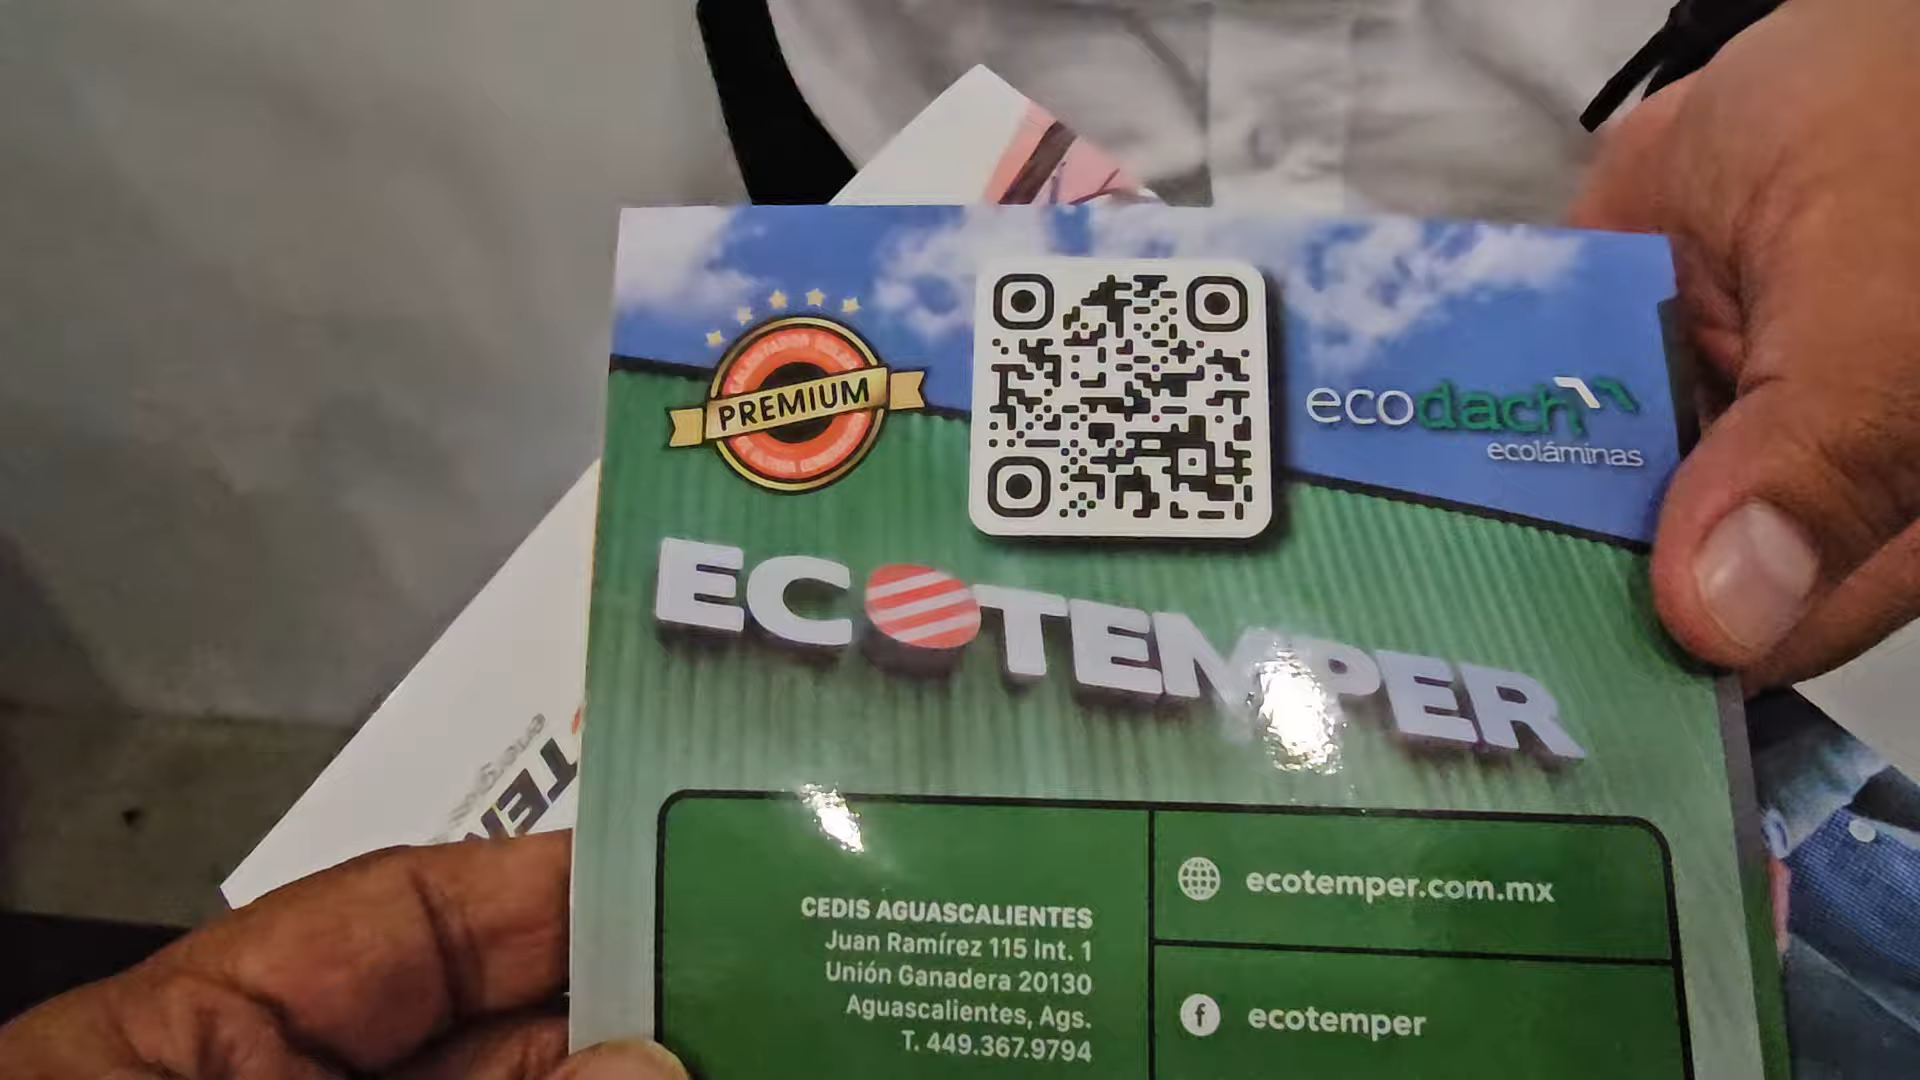 PREMIUM
ecodach
ecoláminas
ECOTEMPER
CEDIS AGUASCALIENTES
Juan Ramírez 115 Int. 1
Unión Ganadera 20130
Aguascalientes, Ags.
T. 449.367.9794
ecotemper.com.mx
ecotemper